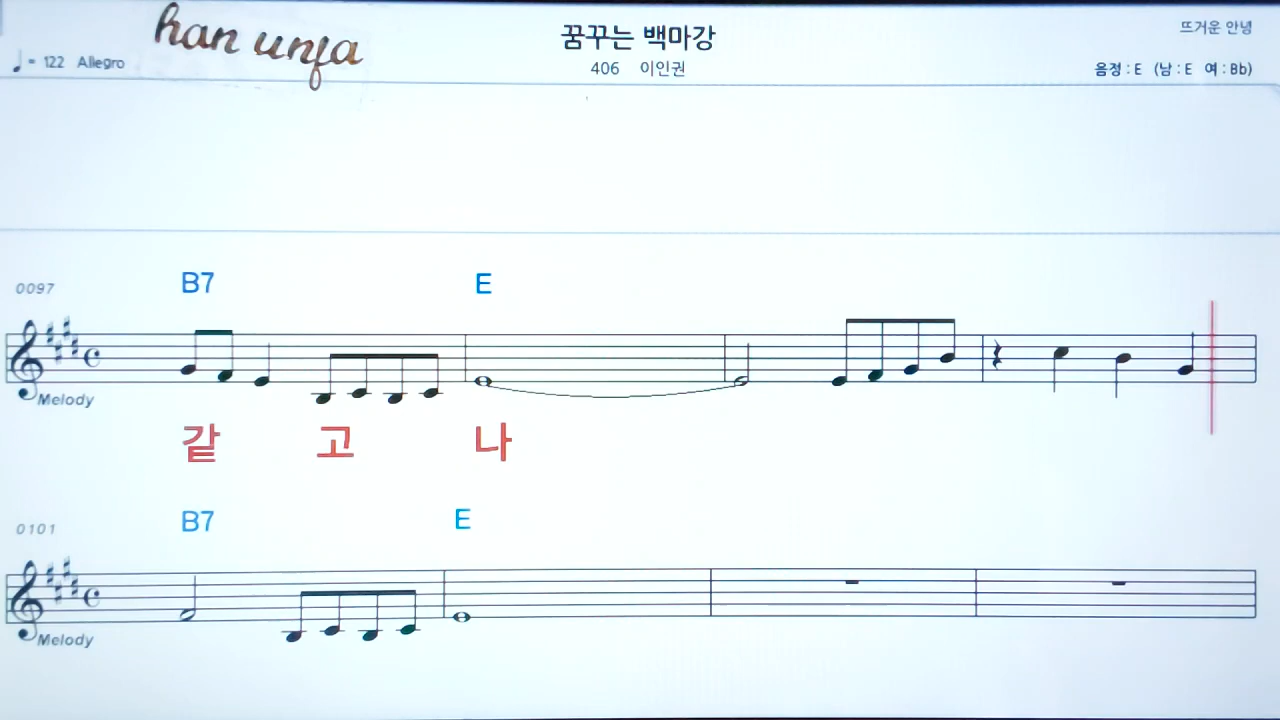 han unfa
꿈꾸는 백마강
뜨거운 안녕
♩= 122 Allegro
406 이인권
음정 : E (남 : E 여 : Bb)
B7 E
0097
Melody
같 고 나
B7 E
0101
Melody